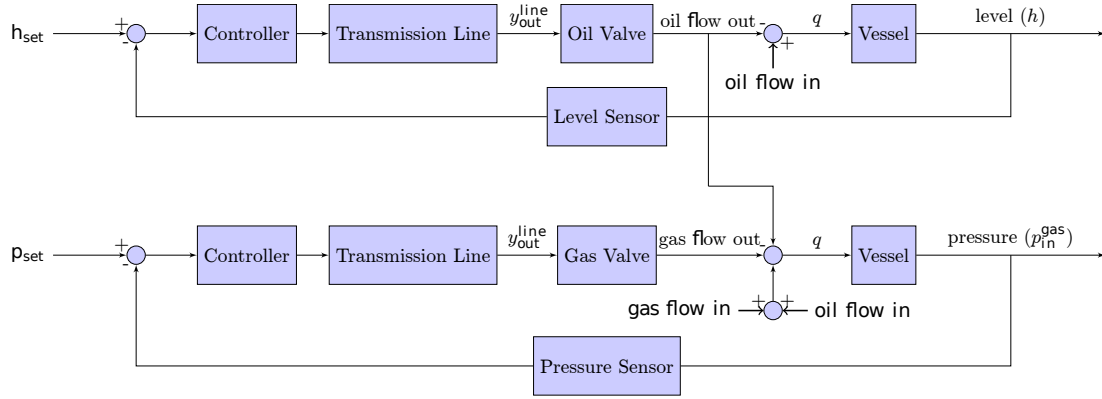 h_set
+
-
Controller
Transmission Line
y_out^line
Oil Valve
oil flow out
-
+
q
Vessel
level (h)
oil flow in
Level Sensor
p_set
+
-
Controller
Transmission Line
y_out^line
Gas Valve
gas flow out
-
q
Vessel
pressure (p_in^gas)
gas flow in
+
+
oil flow in
Pressure Sensor